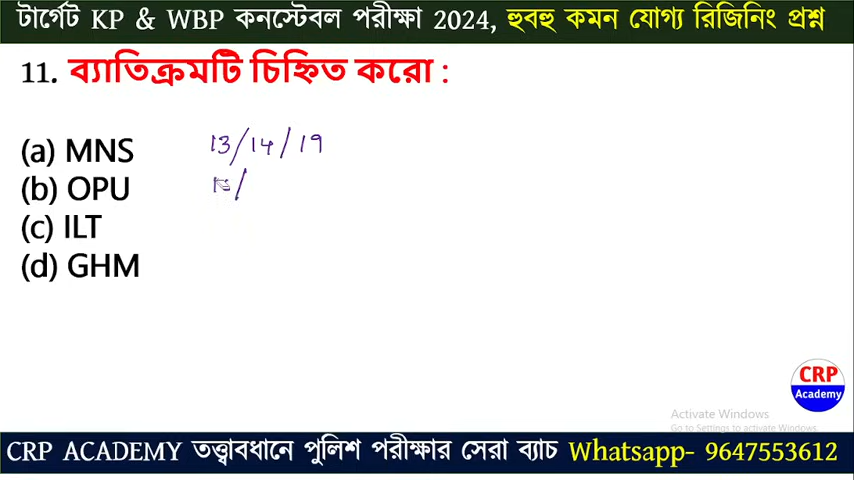 টার্গেট KP & WBP কনস্টেবল পরীক্ষা 2024, হুবহু কমন যোগ্য রিজিনিং প্রশ্ন
11. ব্যাতিক্রমটি চিহ্নিত করো :
(a) MNS 13/14/19
(b) OPU 15/
(c) ILT
(d) GHM
CRP
Academy
Activate Windows
Go to Settings to activate Windows.
CRP ACADEMY তত্ত্বাবধানে পুলিশ পরীক্ষার সেরা ব্যাচ Whatsapp- 9647553612